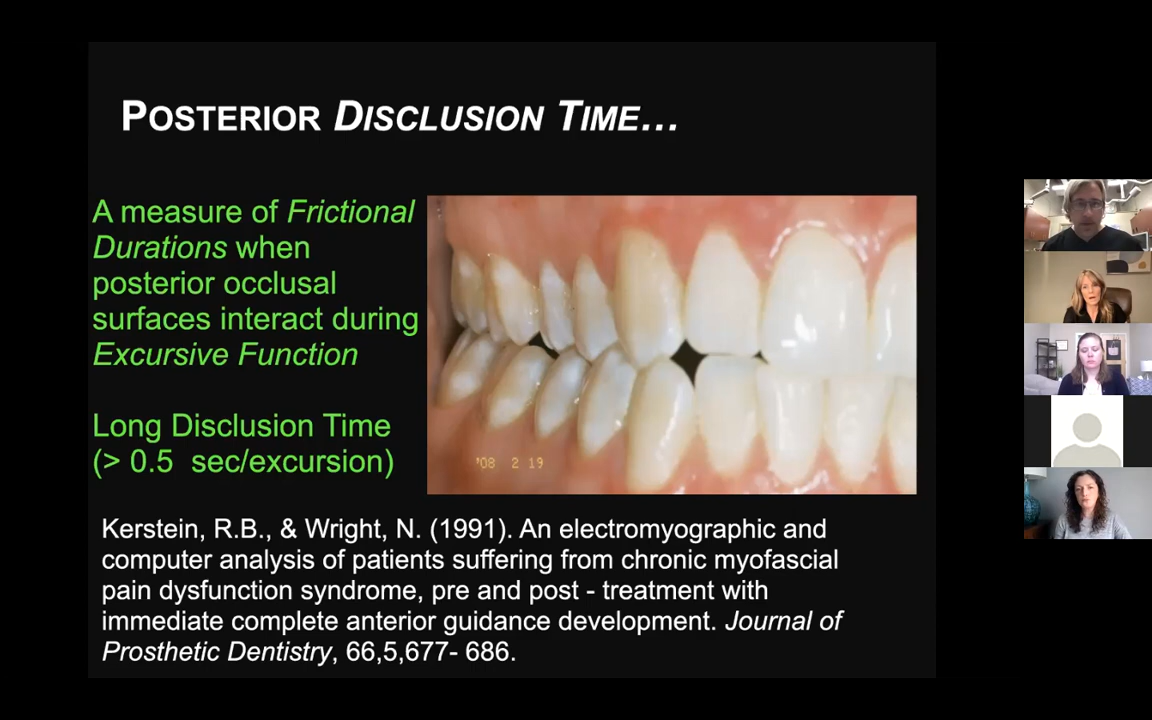 POSTERIOR DISCLUSION TIME...
A measure of Frictional
Durations when
posterior occlusal
surfaces interact during
Excursive Function
Long Disclusion Time
(> 0.5 sec/excursion)
'08 2 19
Kerstein, R.B., & Wright, N. (1991). An electromyographic and
computer analysis of patients suffering from chronic myofascial
pain dysfunction syndrome, pre and post - treatment with
immediate complete anterior guidance development. Journal of
Prosthetic Dentistry, 66,5,677- 686.